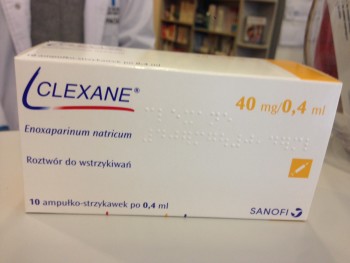 CLEXANE®
40 mg/0,4 ml
Enoxaparinum natricum
Roztwór do wstrzykiwań
10 ampułko-strzykawek po 0,4 ml
SANOFI